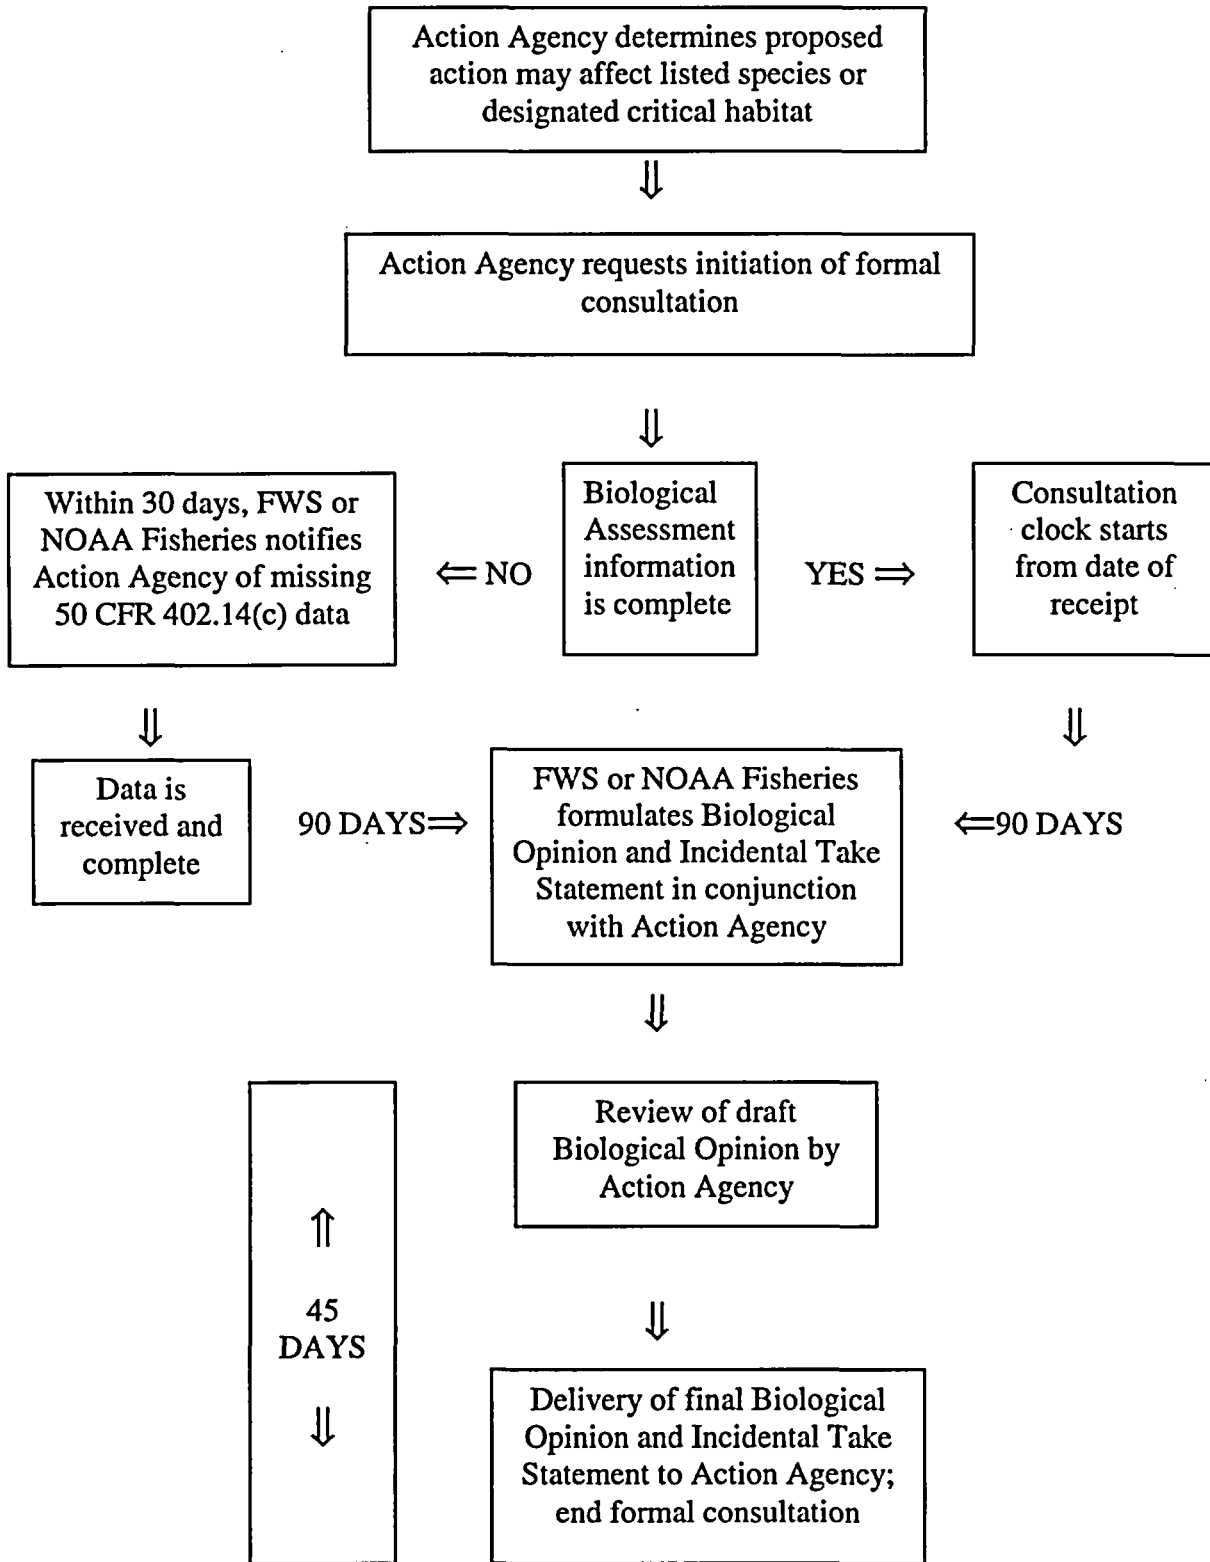 Action Agency determines proposed
action may affect listed species or
designated critical habitat
⇓
Action Agency requests initiation of formal
consultation
⇓
Within 30 days, FWS or
NOAA Fisheries notifies
Action Agency of missing
50 CFR 402.14(c) data
⇐ NO
Biological
Assessment
information
is complete
YES ⇒
Consultation
clock starts
from date of
receipt
⇓
⇓
Data is
received and
complete
90 DAYS⇒
FWS or NOAA Fisheries
formulates Biological
Opinion and Incidental Take
Statement in conjunction
with Action Agency
⇐90 DAYS
⇓
Review of draft
Biological Opinion by
Action Agency
⇑
45
DAYS
⇓
⇓
Delivery of final Biological
Opinion and Incidental Take
Statement to Action Agency;
end formal consultation